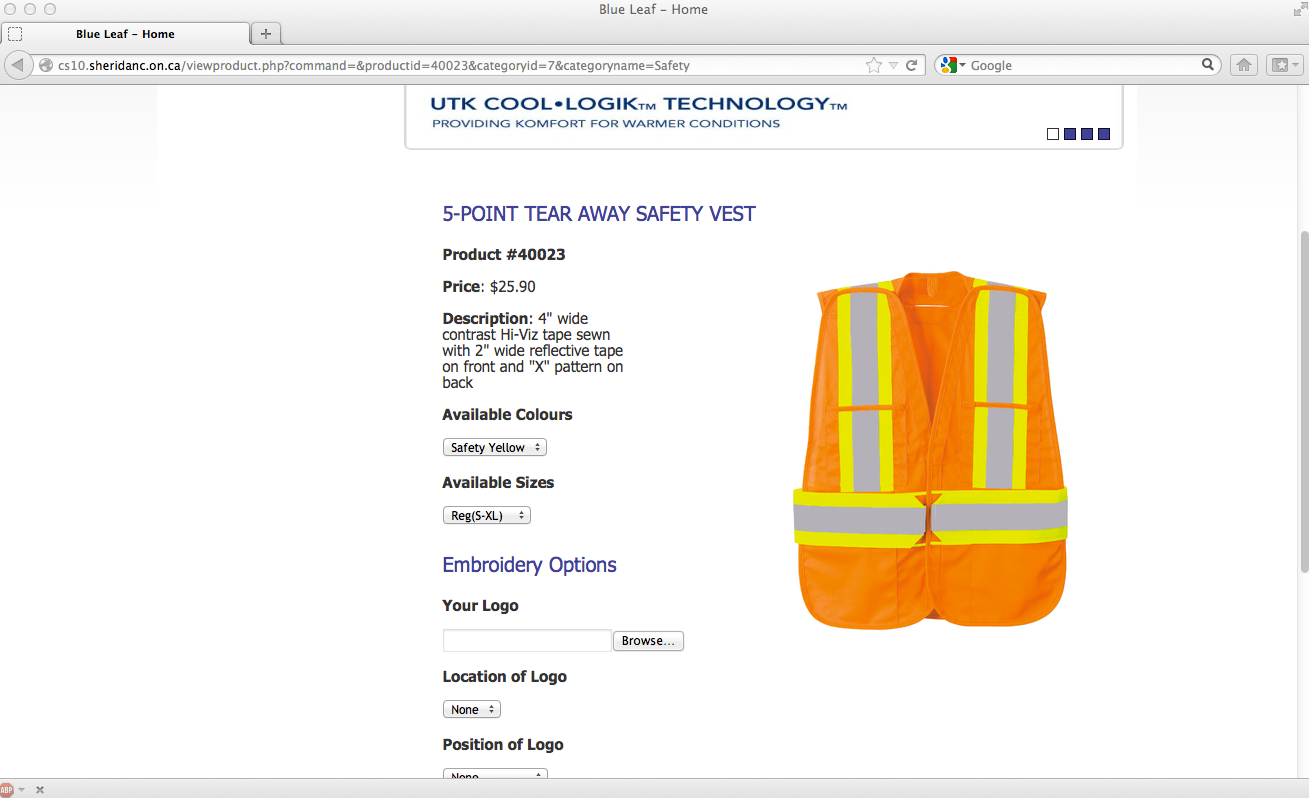 Blue Leaf – Home
Blue Leaf – Home
cs10.sheridanc.on.ca/viewproduct.php?command=&productid=40023&categoryid=7&categoryname=Safety
Google
UTK COOL•LOGIK™ TECHNOLOGY™
PROVIDING KOMFORT FOR WARMER CONDITIONS
5-POINT TEAR AWAY SAFETY VEST
Product #40023
Price: $25.90
Description: 4" wide
contrast Hi-Viz tape sewn
with 2" wide reflective tape
on front and "X" pattern on
back
Available Colours
Safety Yellow
Available Sizes
Reg(S-XL)
Embroidery Options
Your Logo
Browse...
Location of Logo
None
Position of Logo
None
ABP